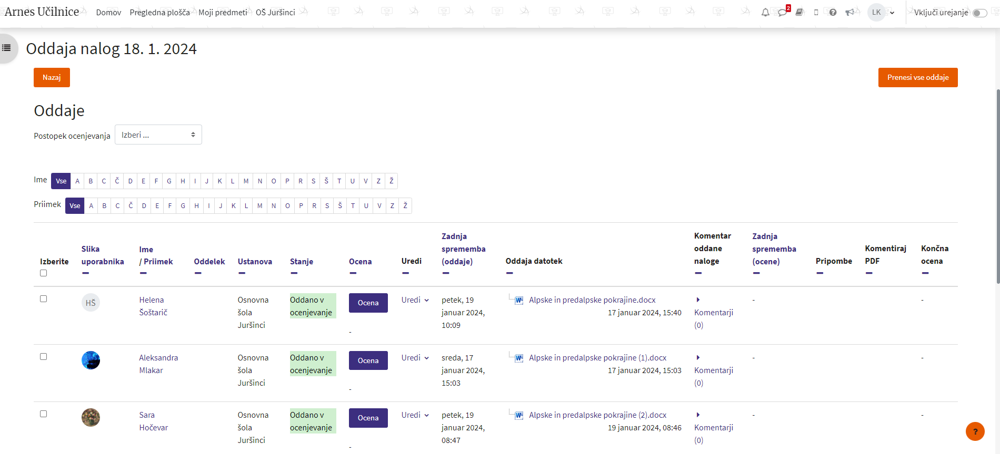 Arnes Učilnice Domov Pregledna plošča Moji predmeti OŠ Juršinci 2 LK Vključi urejanje
Oddaja nalog 18. 1. 2024
Nazaj Prenesi vse oddaje
Oddaje
Postopek ocenjevanja Izberi ...
Ime Vse A B C Č D E F G H I J K L M N O P R S Š T U V Z Ž
Priimek Vse A B C Č D E F G H I J K L M N O P R S Š T U V Z Ž
Izberite
Slika
uporabnika
Ime
/ Priimek
Oddelek
Ustanova
Stanje
Ocena
Uredi
Zadnja
sprememba
(oddaje)
Oddaja datotek
Komentar
oddane
naloge
Zadnja
sprememba
(ocene)
Pripombe
Komentiraj
PDF
Končna
ocena
HŠ
Helena
Šoštarič
Osnovna
šola
Juršinci
Oddano v
ocenjevanje
Ocena
-
Uredi
petek, 19
januar 2024,
10:09
Alpske in predalpske pokrajine.docx
17 januar 2024, 15:40
Komentarji
(0)
-
-
Aleksandra
Mlakar
Osnovna
šola
Juršinci
Oddano v
ocenjevanje
Ocena
-
Uredi
sreda, 17
januar 2024,
15:03
Alpske in predalpske pokrajine (1).docx
17 januar 2024, 15:03
Komentarji
(0)
-
-
Sara
Hočevar
Osnovna
šola
Juršinci
Oddano v
ocenjevanje
Ocena
-
Uredi
petek, 19
januar 2024,
08:47
Alpske in predalpske pokrajine (2).docx
19 januar 2024, 08:46
Komentarji
(0)
-
-
?